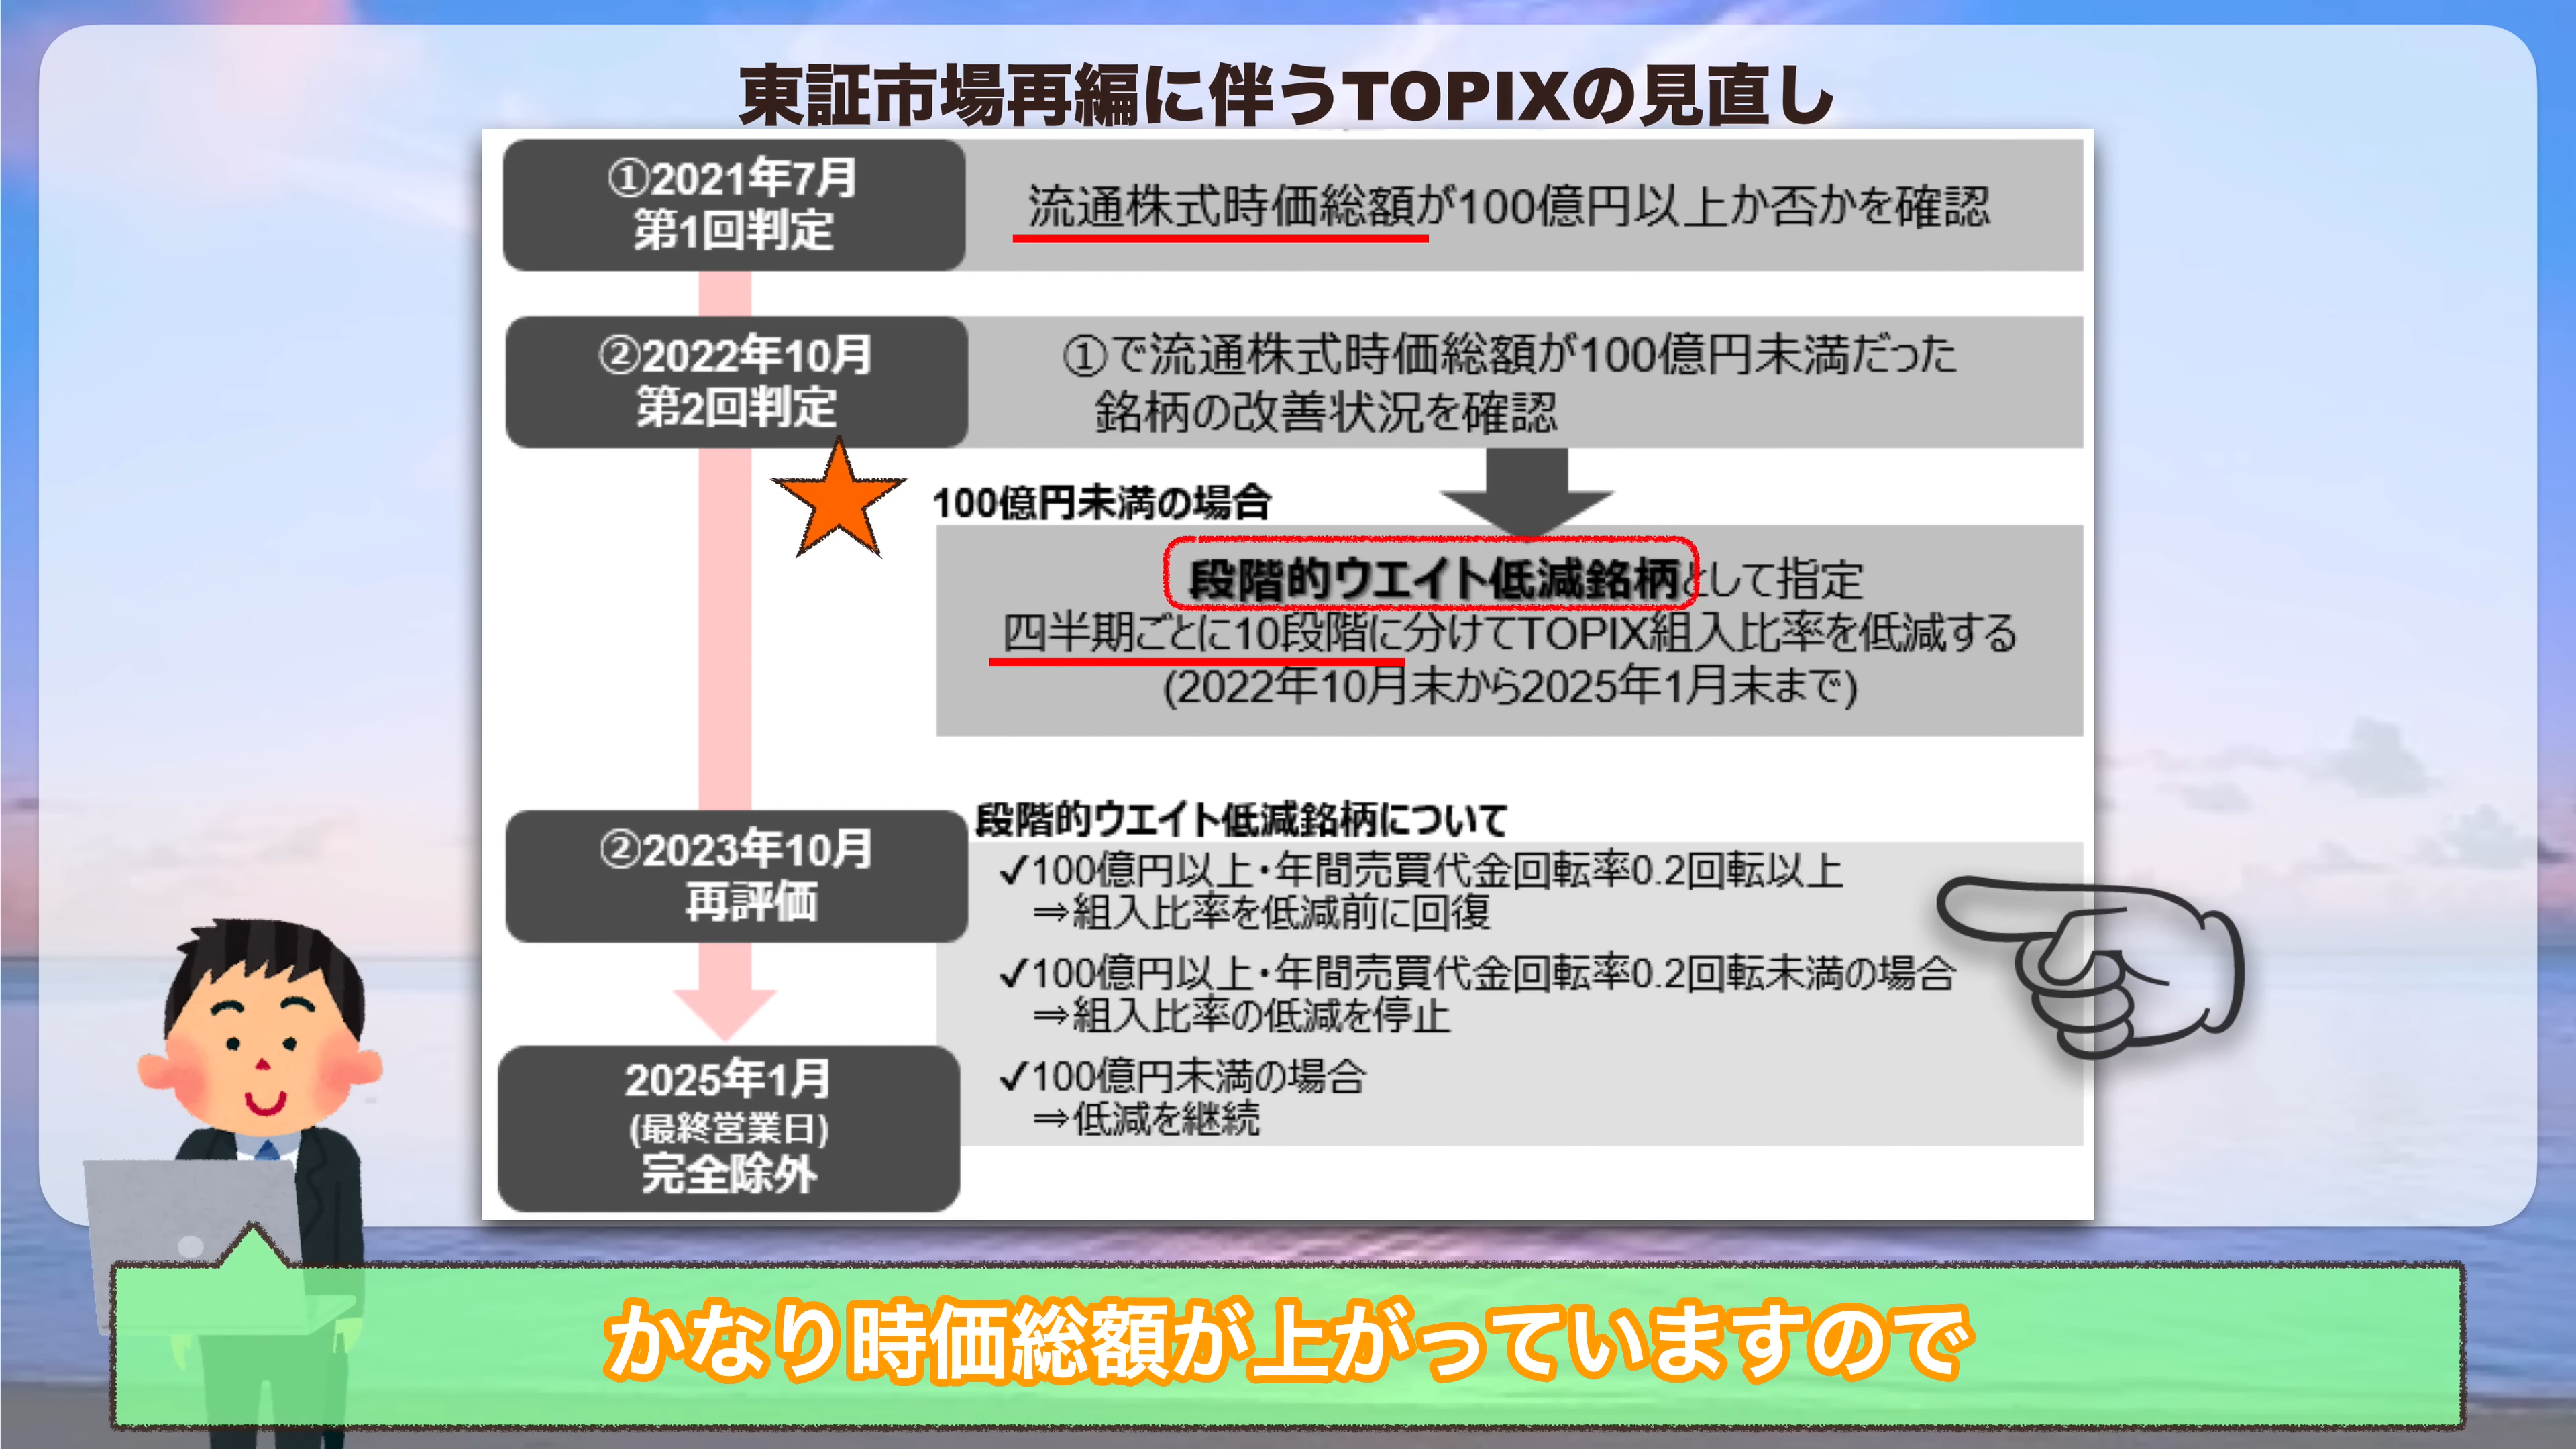 東証市場再編に伴うTOPIXの見直し
①2021年7月
第1回判定
流通株式時価総額が100億円以上か否かを確認
②2022年10月
第2回判定
①で流通株式時価総額が100億円未満だった
銘柄の改善状況を確認
100億円未満の場合
段階的ウエイト低減銘柄として指定
四半期ごとに10段階に分けてTOPIX組入比率を低減する
(2022年10月末から2025年1月末まで)
②2023年10月
再評価
段階的ウエイト低減銘柄について
✓100億円以上・年間売買代金回転率0.2回転以上
⇒組入比率を低減前に回復
✓100億円以上・年間売買代金回転率0.2回転未満の場合
⇒組入比率の低減を停止
✓100億円未満の場合
⇒低減を継続
2025年1月
(最終営業日)
完全除外
かなり時価総額が上がっていますので